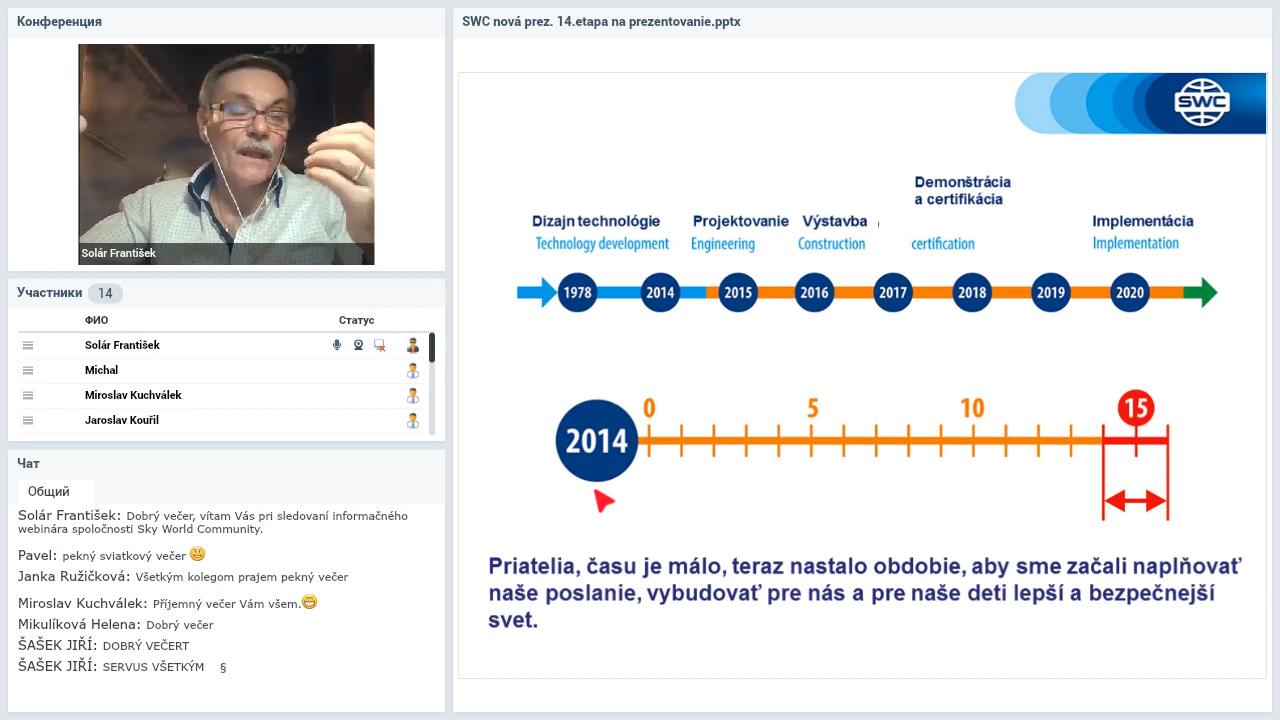 Конференция
Solár František
Участники 14
ФИО Статус
Solár František
Michal
Miroslav Kuchválek
Jaroslav Kouřil
Чат
Общий
Solár František: Dobrý večer, vítam Vás pri sledovaní informačného
webinára spoločnosti Sky World Community.
Pavel: pekný sviatkový večer
Janka Ružičková: Všetkým kolegom prajem pekný večer
Miroslav Kuchválek: Příjemný večer Vám všem.
Mikulíková Helena: Dobrý večer
ŠAŠEK JIŘÍ: DOBRÝ VEČERT
ŠAŠEK JIŘÍ: SERVUS VŠETKÝM §
SWC nová prez. 14.etapa na prezentovanie.pptx
SWC
Demonštrácia
a certifikácia
Dizajn technológie Projektovanie Výstavba Implementácia
Technology development Engineering Construction certification Implementation
1978 2014 2015 2016 2017 2018 2019 2020
0 5 10 15
2014
Priatelia, času je málo, teraz nastalo obdobie, aby sme začali naplňovať
naše poslanie, vybudovať pre nás a pre naše deti lepší a bezpečnejší
svet.